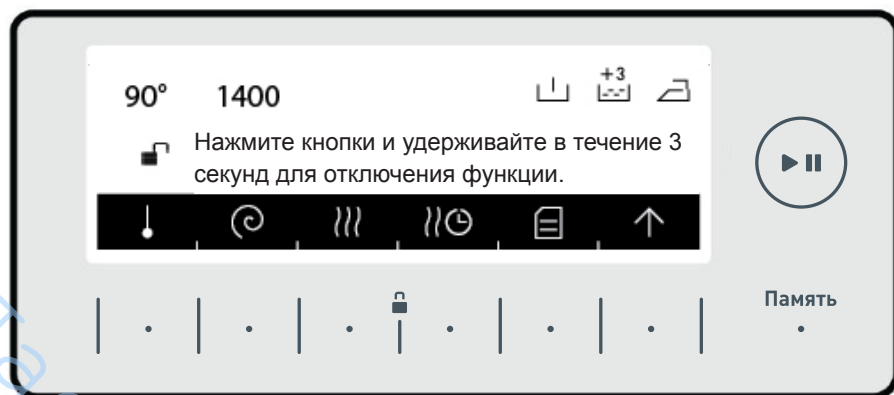 +3
90° 1400
Нажмите кнопки и удерживайте в течение 3
секунд для отключения функции.
Память